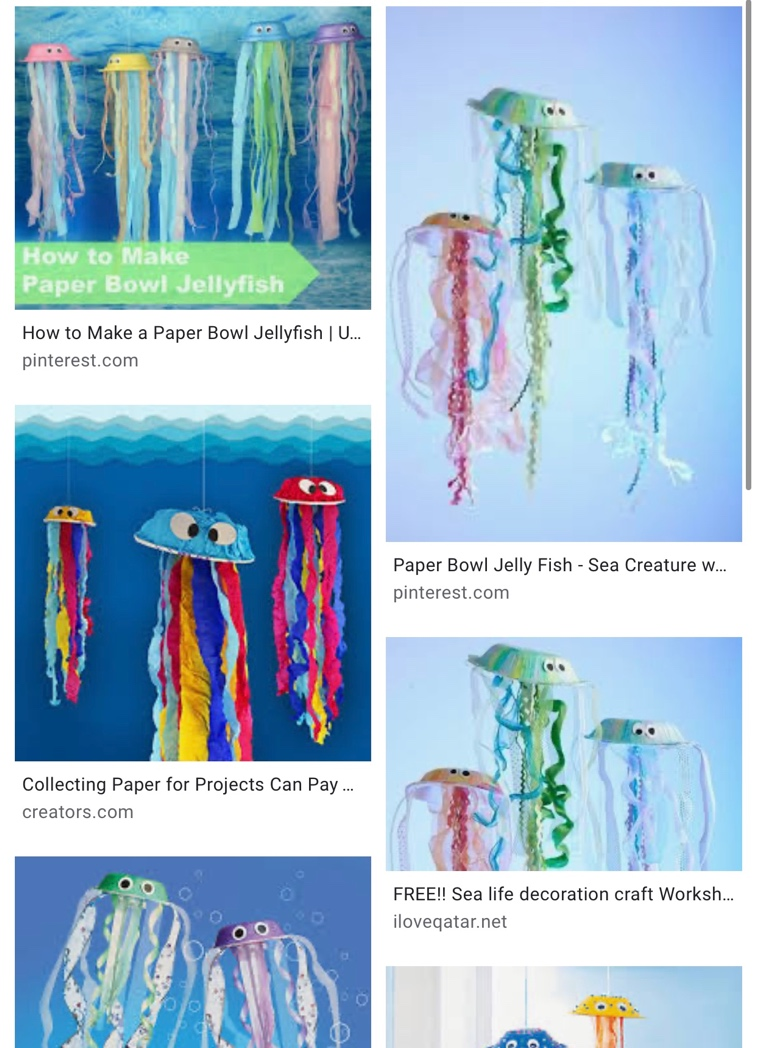 How to Make
Paper Bowl Jellyfish
How to Make a Paper Bowl Jellyfish | U...
pinterest.com
Paper Bowl Jelly Fish - Sea Creature w...
pinterest.com
Collecting Paper for Projects Can Pay ...
creators.com
FREE!! Sea life decoration craft Worksh...
iloveqatar.net